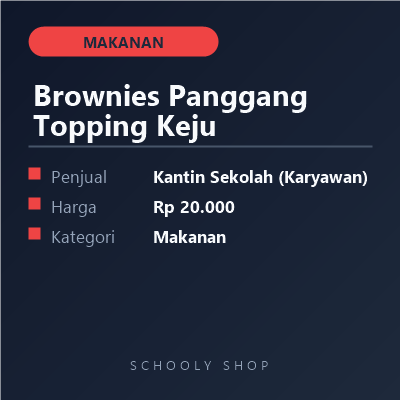 MAKANAN
Brownies Panggang
Topping Keju
Penjual Kantin Sekolah (Karyawan)
Harga Rp 20.000
Kategori Makanan
SCHOOLY SHOP